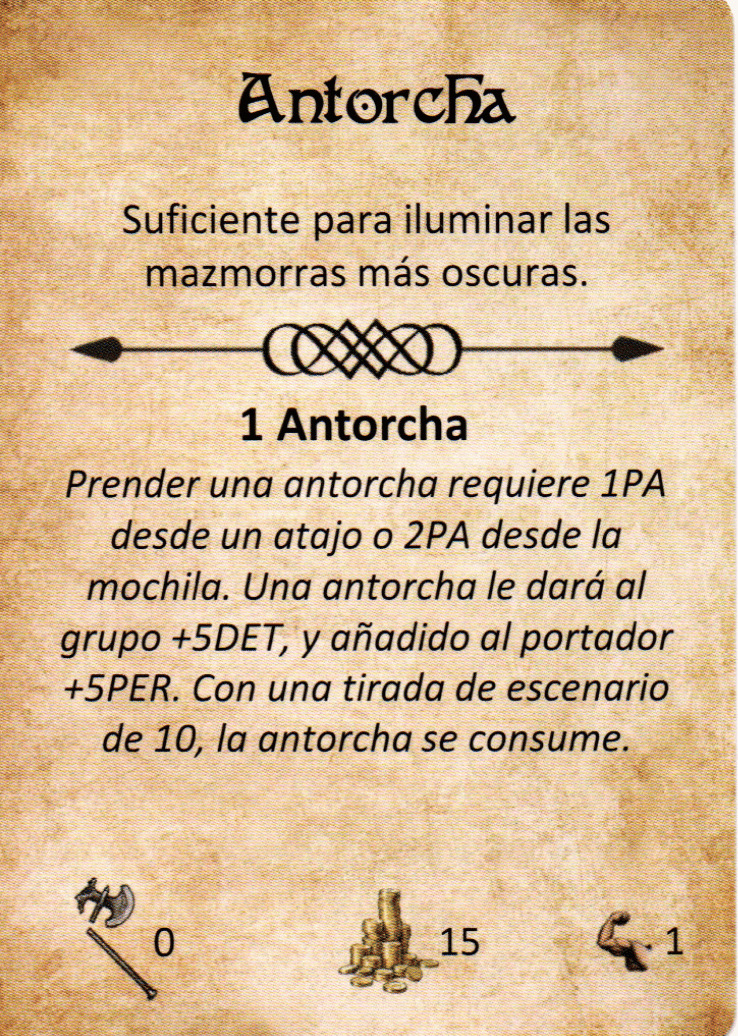 Antorcha
Suficiente para iluminar las
mazmorras más oscuras.
1 Antorcha
Prender una antorcha requiere 1PA
desde un atajo o 2PA desde la
mochila. Una antorcha le dará al
grupo +5DET, y añadido al portador
+5PER. Con una tirada de escenario
de 10, la antorcha se consume.
0 15 1